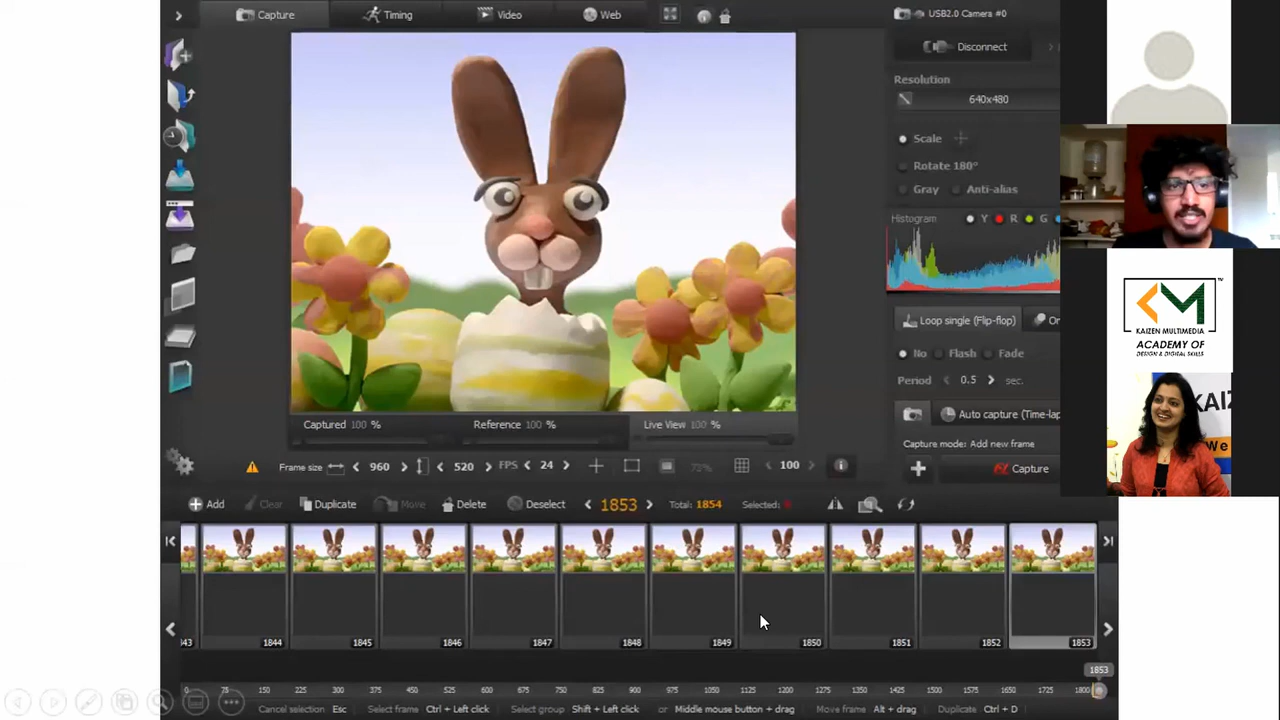 Capture Timing Video Web
USB2.0 Camera #0
Disconnect
Resolution
640x480
Scale
Rotate 180°
Gray Anti-alias
Histogram Y R G
Loop single (Flip-flop)
No Flash Fade
Period 0.5 sec.
Auto capture (Time-lap
Capture mode: Add new frame
Capture
KAIZEN MULTIMEDIA
ACADEMY OF
DESIGN & DIGITAL SKILLS
KAIZ
We
Captured 100 % Reference 100 % Live View 100 %
Frame size 960 520 FPS 24 73% 100
Add Clear Duplicate Move Delete Deselect 1853 Total: 1854 Selected:
43 1844 1845 1846 1847 1848 1849 1850 1851 1852 1853
1853
0 75 150 225 300 375 450 525 600 675 750 825 900 975 1050 1125 1200 1275 1350 1425 1500 1575 1650 1725 1800
Cancel selection Esc Select frame Ctrl + Left click Select group Shift + Left click or Middle mouse button + drag Move frame Alt + drag Duplicate Ctrl + D